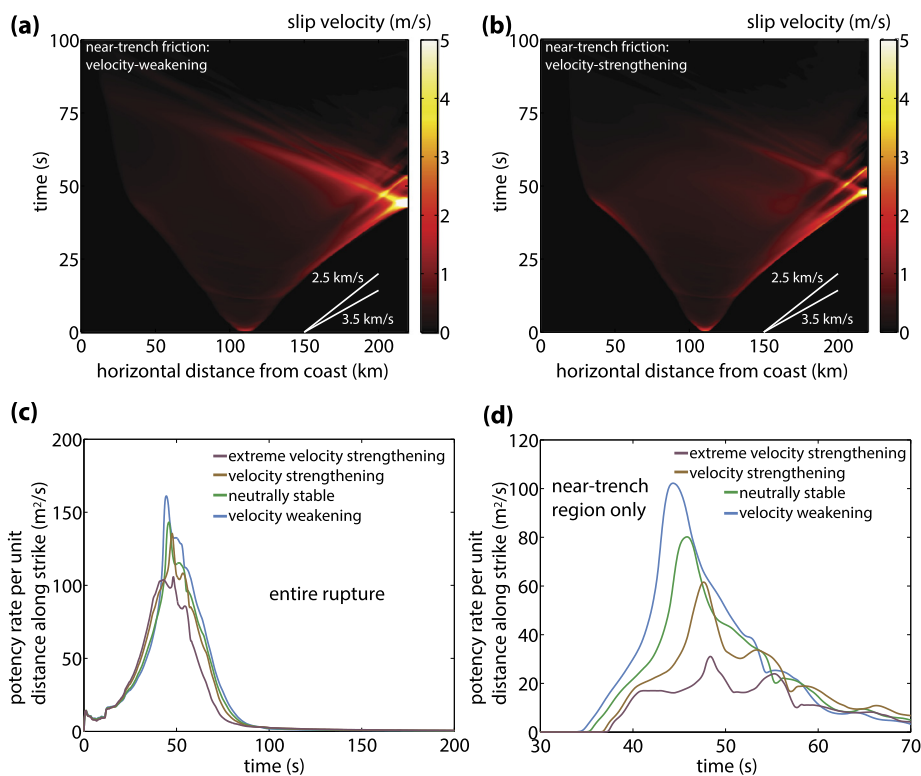 (a)
slip velocity (m/s)
near-trench friction:
velocity-weakening
100
75
50
25
0
time (s)
5
4
3
2
1
0
2.5 km/s
3.5 km/s
0
50
100
150
200
horizontal distance from coast (km)
(b)
slip velocity (m/s)
near-trench friction:
velocity-strengthening
100
75
50
25
0
time (s)
5
4
3
2
1
0
2.5 km/s
3.5 km/s
0
50
100
150
200
horizontal distance from coast (km)
(c)
200
150
100
50
0
potency rate per unit
distance along strike (m²/s)
extreme velocity strengthening
velocity strengthening
neutrally stable
velocity weakening
entire rupture
0
50
100
150
200
time (s)
(d)
120
100
80
60
40
20
0
potency rate per unit
distance along strike (m²/s)
near-trench
region only
extreme velocity strengthening
velocity strengthening
neutrally stable
velocity weakening
30
40
50
60
70
time (s)